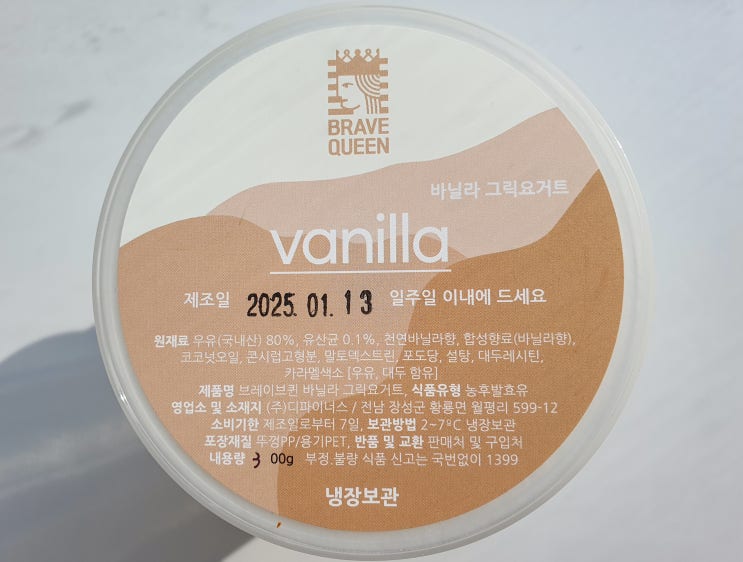 BRAVE
QUEEN
바닐라 그릭요거트
vanilla
제조일 2025. 01. 13 일주일 이내에 드세요
원재료 우유(국내산) 80%, 유산균 0.1%, 천연바닐라향, 합성향료(바닐리향),
코코넛오일, 콘시럽고형분, 말토덱스트린, 포도당, 설탕, 대두레시틴,
카라멜색소 [우유, 대두 함유]
제품명 브레이브퀸 바닐라 그릭요거트, 식품유형 농후발효유
영업소 및 소재지 (주)디파이너스 / 전남 장성군 황룡면 월평리 599-12
소비기한 제조일로부터 7일, 보관방법 2~7ºC 냉장보관
포장재질 뚜껑PP/용기PET, 반품 및 교환 판매처 및 구입처
내용량 3 00g 부정.불량 식품 신고는 국번없이 1399
냉장보관